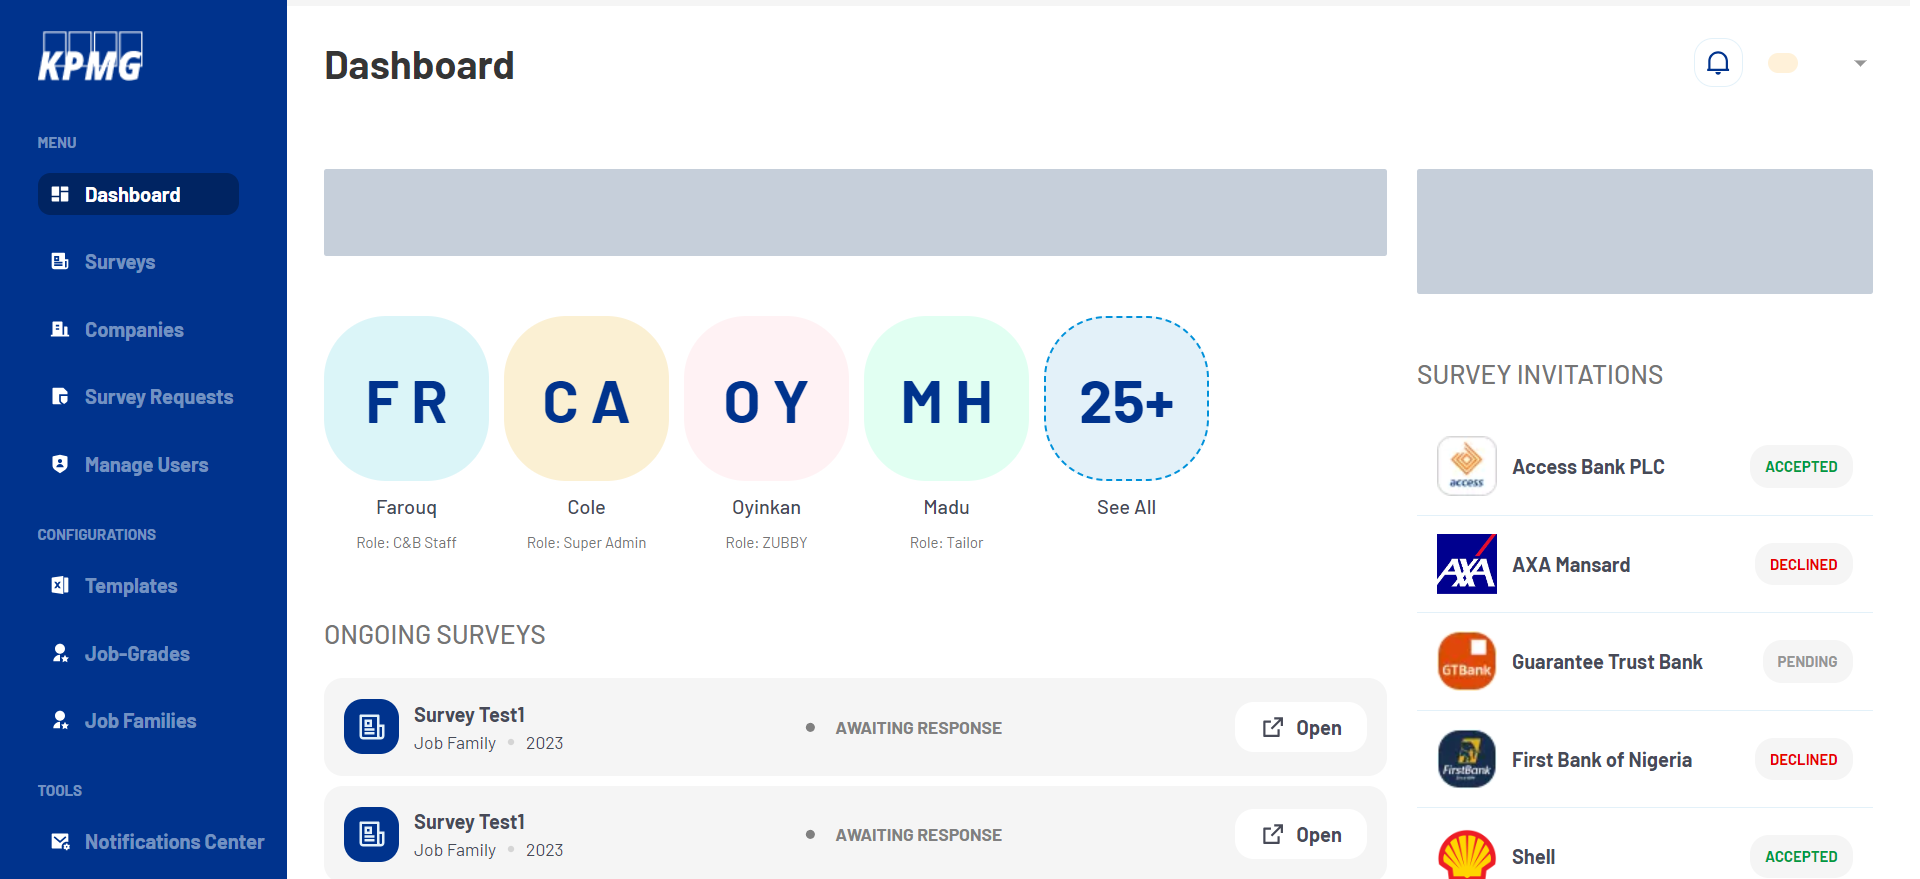 KPMG
MENU
Dashboard
Surveys
Companies
Survey Requests
Manage Users
CONFIGURATIONS
Templates
Job-Grades
Job Families
TOOLS
Notifications Center
Dashboard
F R
C A
O Y
M H
25+
Farouq
Cole
Oyinkan
Madu
See All
Role: C&B Staff
Role: Super Admin
Role: ZUBBY
Role: Tailor
ONGOING SURVEYS
Survey Test1
Job Family 2023
AWAITING RESPONSE
Open
Survey Test1
Job Family 2023
AWAITING RESPONSE
Open
SURVEY INVITATIONS
access
Access Bank PLC
ACCEPTED
AXA
AXA Mansard
DECLINED
GTBank
Guarantee Trust Bank
PENDING
FirstBank
First Bank of Nigeria
DECLINED
Shell
ACCEPTED